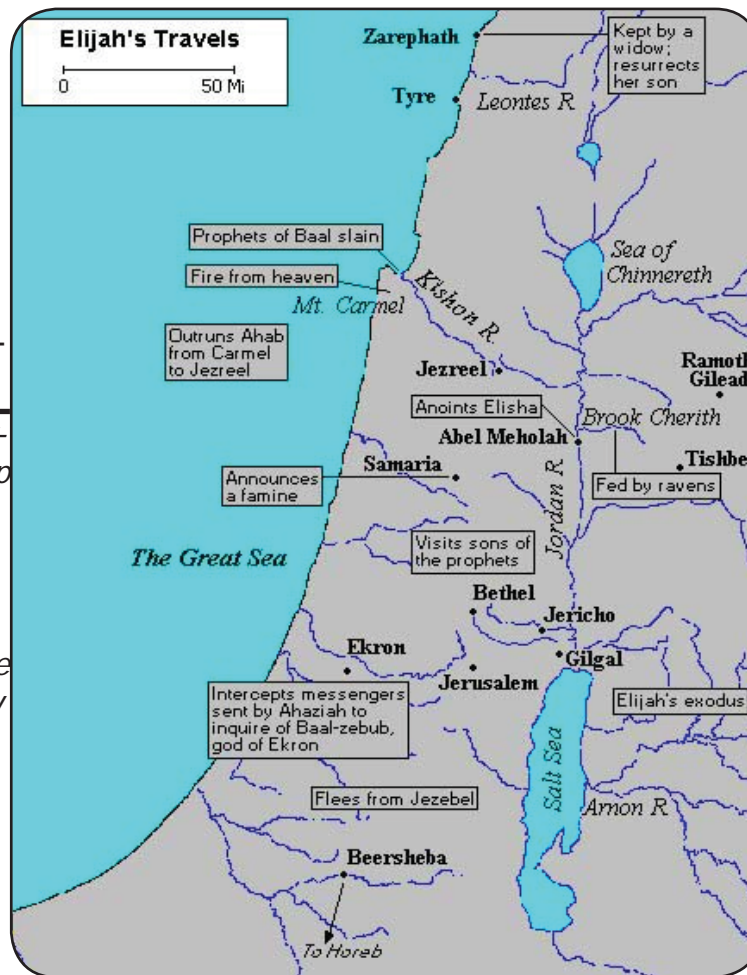 Elijah's Travels
0 50 Mi
Zarephath
Kept by a
widow;
resurrects
her son
Tyre
Leontes R.
Prophets of Baal slain
Fire from heaven
Mt. Carmel
Kishon R.
Sea of
Chinnereth
Outruns Ahab
from Carmel
to Jezreel
Jezreel
Ramoth
Gilead
Anoints Elisha
Brook Cherith
Abel Meholah
Samaria
Tishbe
Announces
a famine
Fed by ravens
Jordan R.
The Great Sea
Visits sons of
the prophets
Bethel
Jericho
Ekron
Gilgal
Jerusalem
Intercepts messengers
sent by Ahaziah to
inquire of Baal-zebub,
god of Ekron
Elijah's exodus
Salt Sea
Flees from Jezebel
Arnon R.
Beersheba
To Horeb